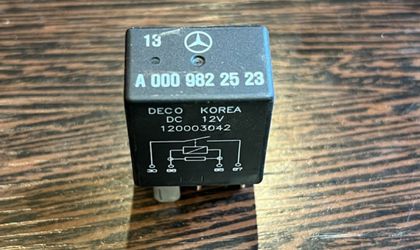 13
A 000 982 25 23
DECO KOREA
DC 12V
120003042
30 86 85 87